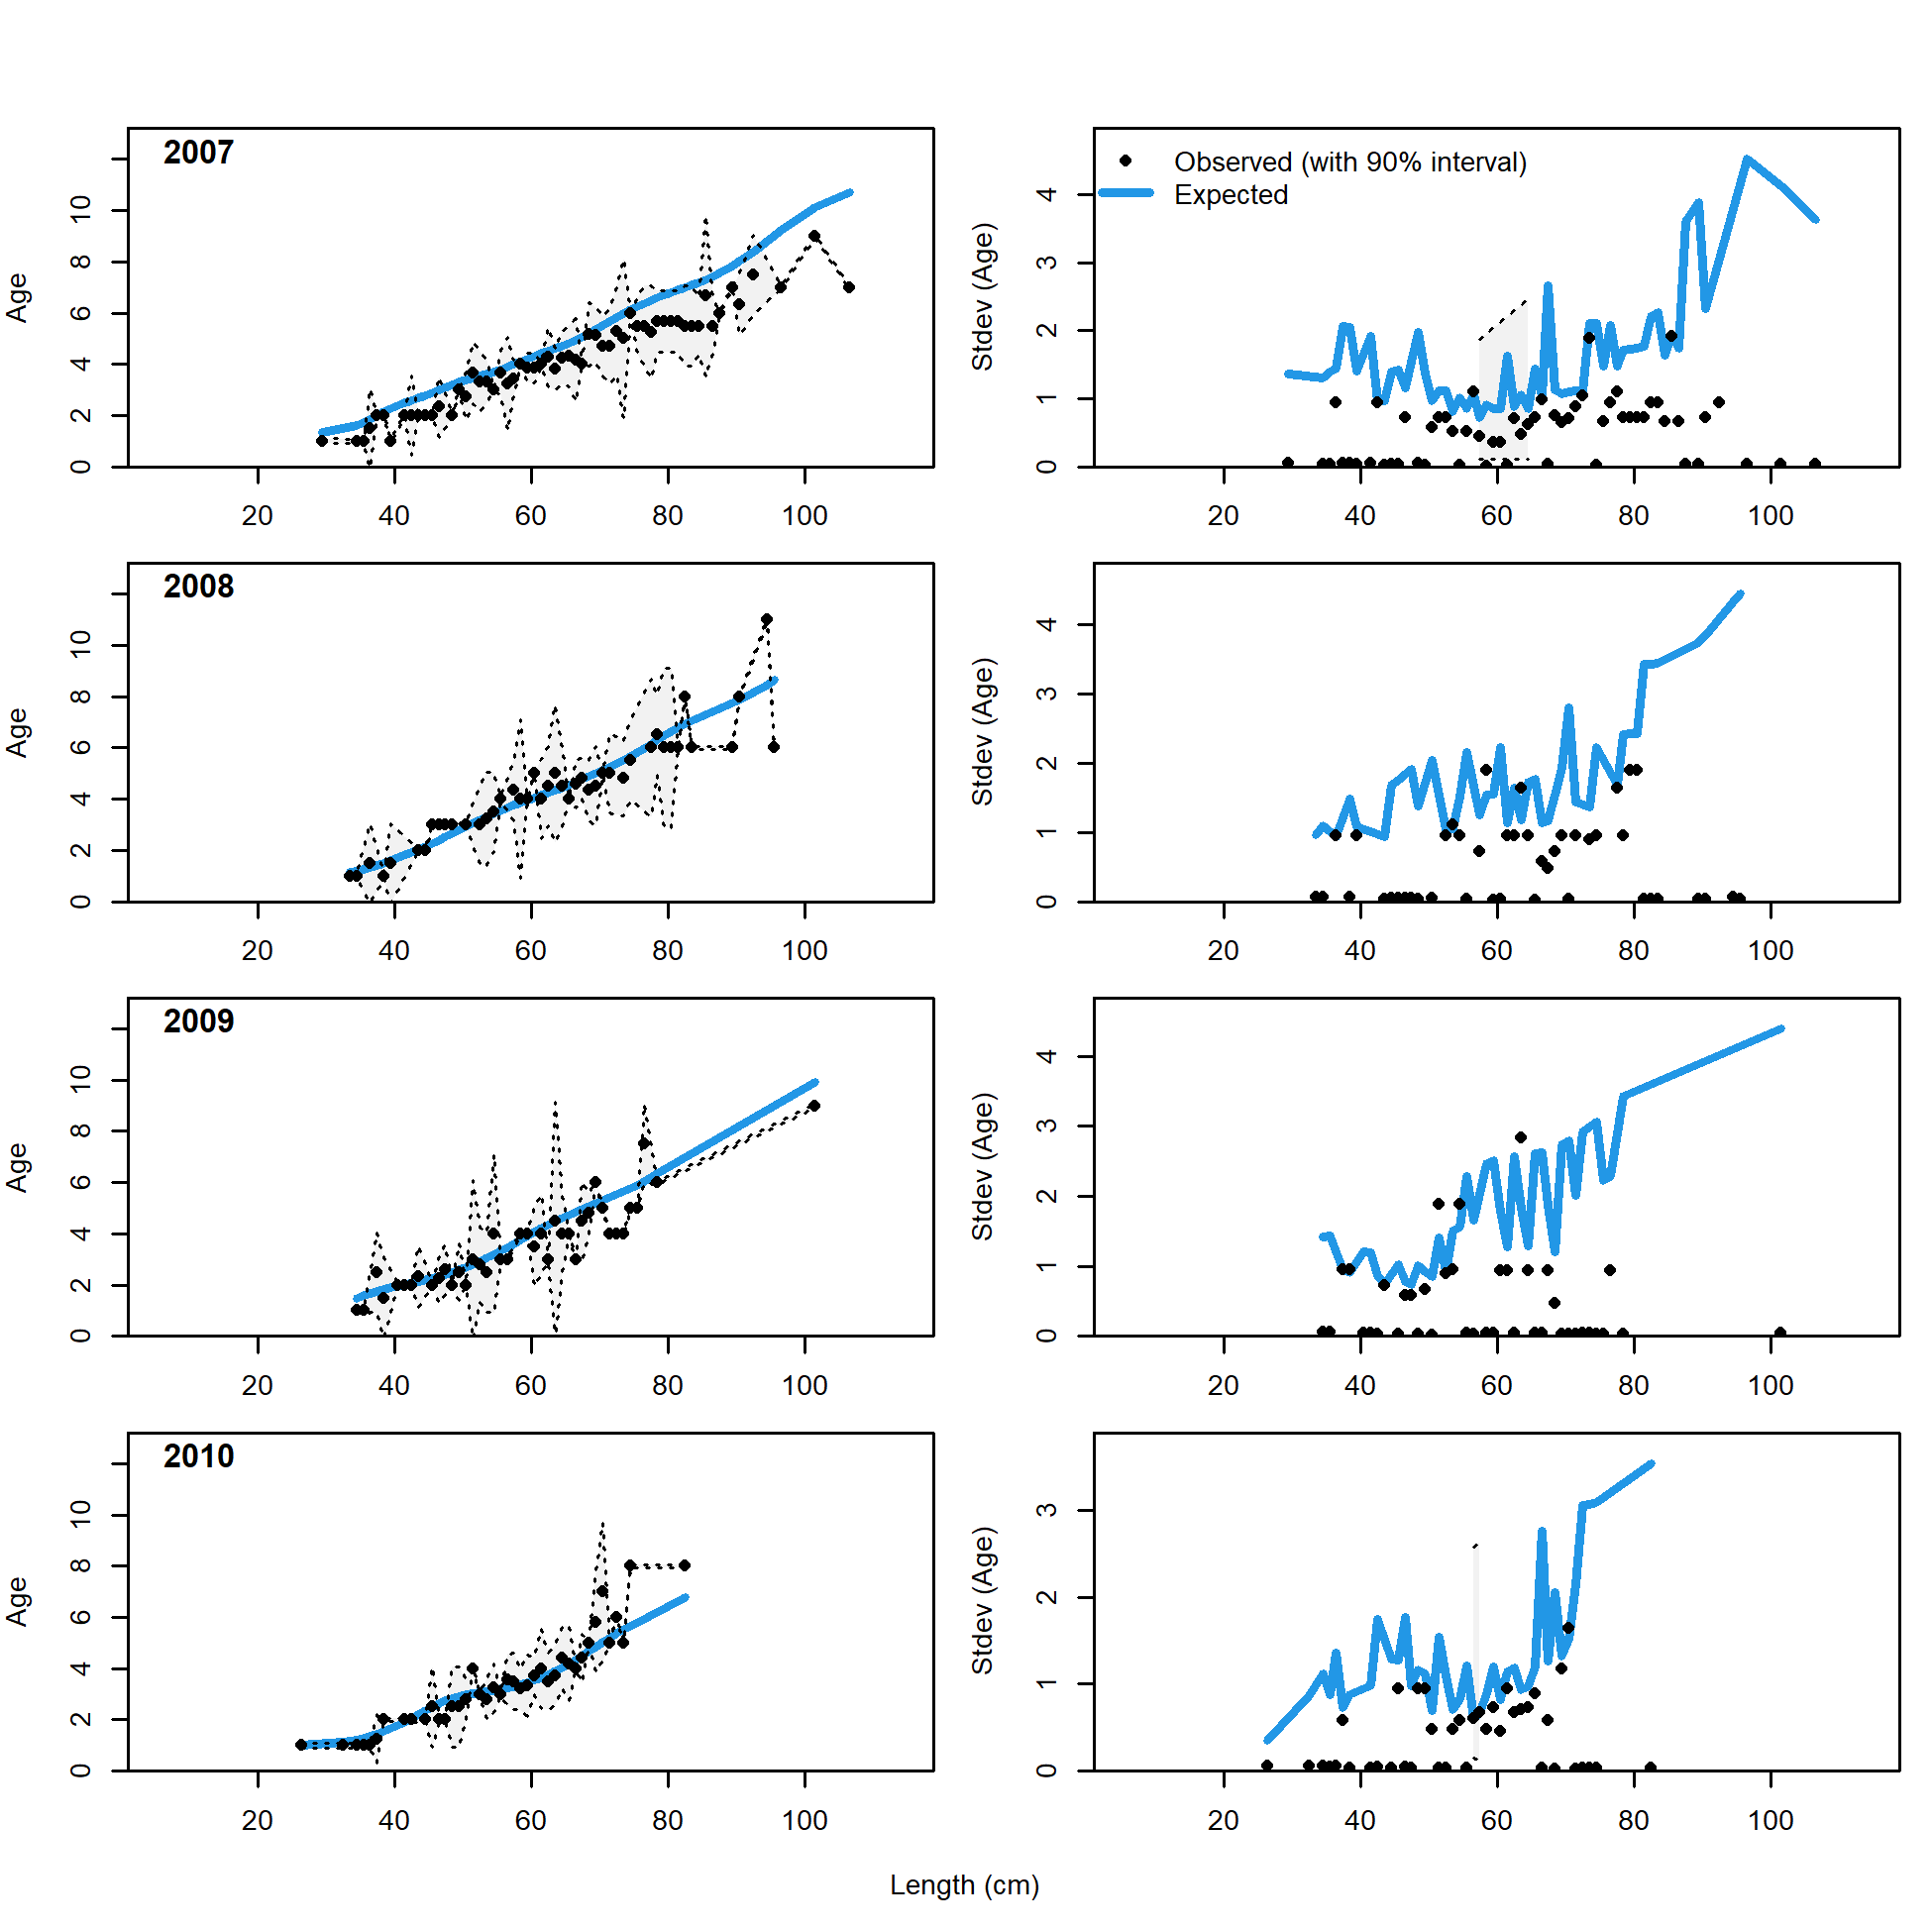 2007
Age
0 2 4 6 8 10
20 40 60 80 100
Observed (with 90% interval)
Expected
Stdev (Age)
0 1 2 3 4
20 40 60 80 100
2008
Age
0 2 4 6 8 10
20 40 60 80 100
Stdev (Age)
0 1 2 3 4
20 40 60 80 100
2009
Age
0 2 4 6 8 10
20 40 60 80 100
Stdev (Age)
0 1 2 3 4
20 40 60 80 100
2010
Age
0 2 4 6 8 10
20 40 60 80 100
Stdev (Age)
0 1 2 3
20 40 60 80 100
Length (cm)